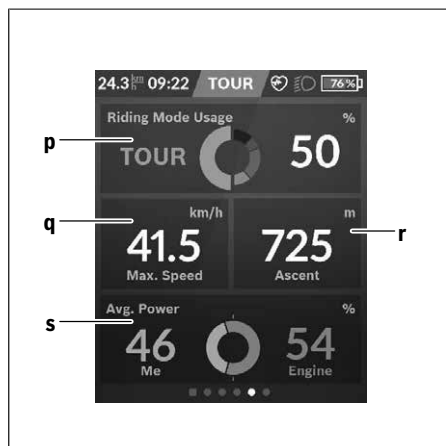 24.3 km/h 09:22 TOUR 76%
Riding Mode Usage %
p
TOUR 50
q
km/h m
r
41.5 725
Max. Speed Ascent
s
Avg. Power %
46 54
Me Engine